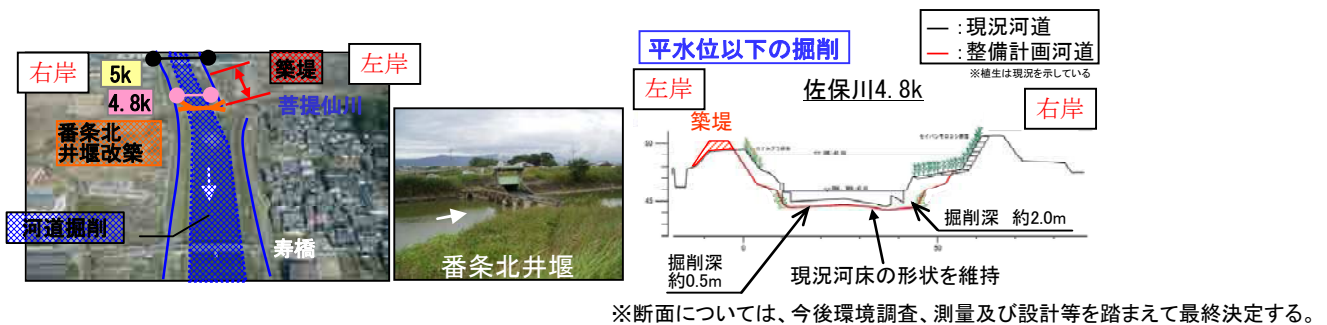 右岸
5k
4.8k
番条北
井堰改築
河道掘削
築堤
左岸
菩提仙川
寿橋
番条北井堰
平水位以下の掘削
― : 現況河道
― : 整備計画河道
※植生は現況を示している
左岸
佐保川4.8k
右岸
築堤
50
45
0
50
掘削深
約0.5m
現況河床の形状を維持
掘削深 約2.0m
※断面については、今後環境調査、測量及び設計等を踏まえて最終決定する。